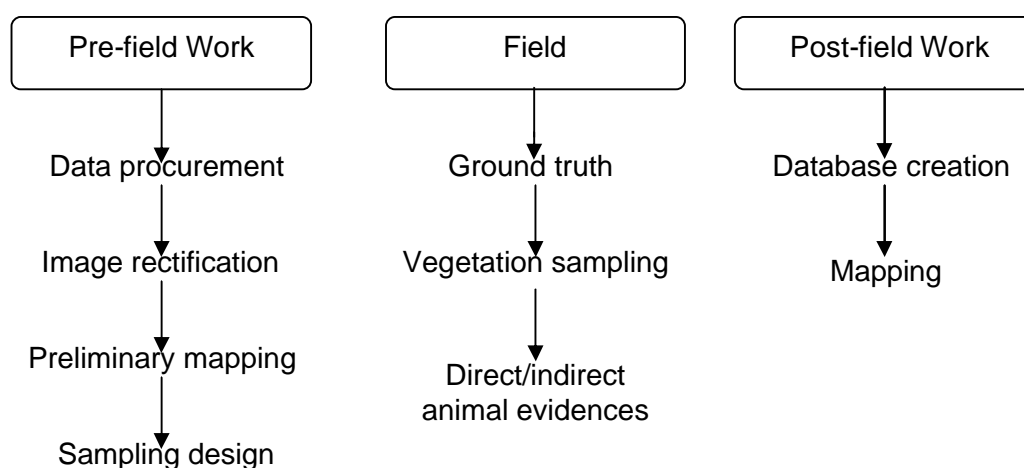 Pre-field Work
Data procurement
Image rectification
Preliminary mapping
Sampling design
Field
Ground truth
Vegetation sampling
Direct/indirect
animal evidences
Post-field Work
Database creation
Mapping